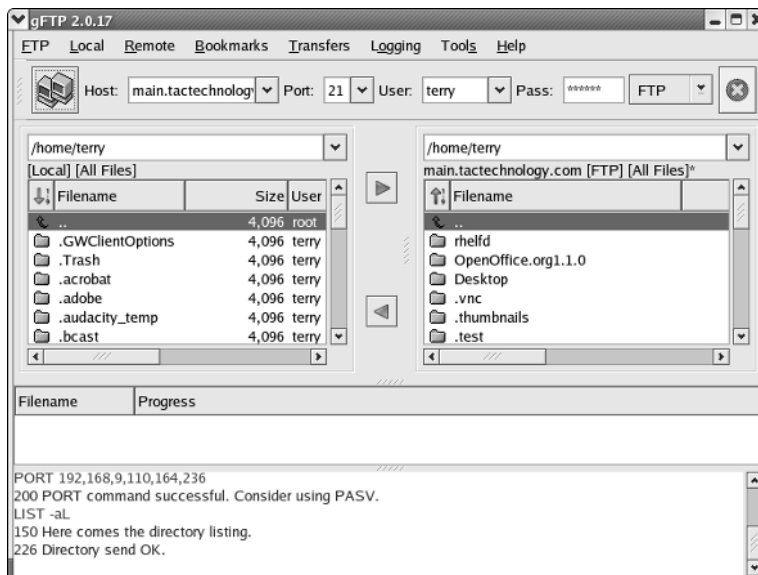 gFTP 2.0.17
FTP Local Remote Bookmarks Transfers Logging Tools Help
Host: main.tactechnolog Port: 21 User: terry Pass: ****** FTP
/home/terry
[Local] [All Files]
Filename Size User
.. 4,096 root
.GWClientOptions 4,096 terry
.Trash 4,096 terry
.acrobat 4,096 terry
.adobe 4,096 terry
.audacity_temp 4,096 terry
.bcast 4,096 terry
/home/terry
main.tactechnology.com [FTP] [All Files]*
Filename
..
rhelfd
OpenOffice.org1.1.0
Desktop
.vnc
.thumbnails
.test
Filename Progress
PORT 192,168,9,110,164,236
200 PORT command successful. Consider using PASV.
LIST -aL
150 Here comes the directory listing.
226 Directory send OK.